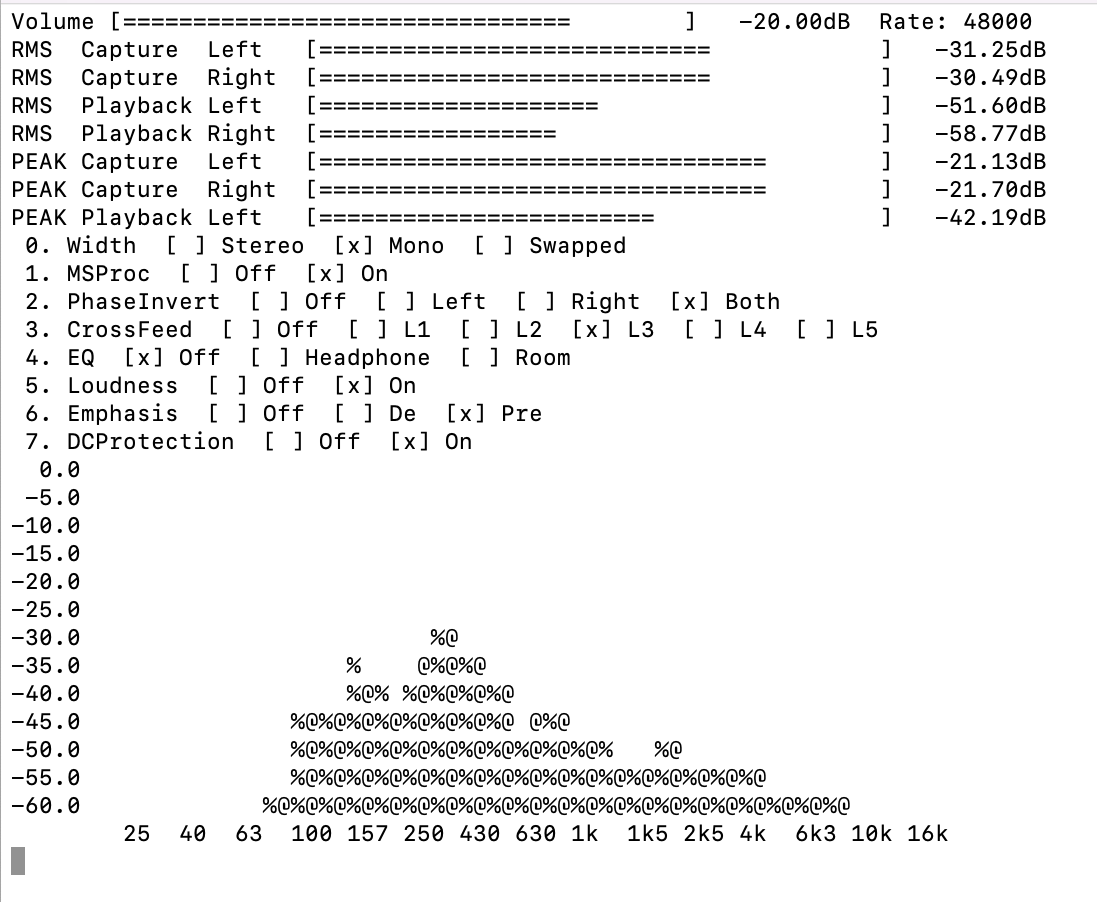 Volume [================================        ]   -20.00dB  Rate: 48000
RMS  Capture  Left   [============================            ]   -31.25dB
RMS  Capture  Right  [============================            ]   -30.49dB
RMS  Playback Left   [====================                    ]   -51.60dB
RMS  Playback Right  [=================                       ]   -58.77dB
PEAK Capture  Left   [================================        ]   -21.13dB
PEAK Capture  Right  [================================        ]   -21.70dB
PEAK Playback Left   [========================                ]   -42.19dB
 0. Width  [ ] Stereo  [x] Mono  [ ] Swapped
 1. MSProc  [ ] Off  [x] On
 2. PhaseInvert  [ ] Off  [ ] Left  [ ] Right  [x] Both
 3. CrossFeed  [ ] Off  [ ] L1  [ ] L2  [x] L3  [ ] L4  [ ] L5
 4. EQ  [x] Off  [ ] Headphone  [ ] Room
 5. Loudness  [ ] Off  [x] On
 6. Emphasis  [ ] Off  [ ] De  [x] Pre
 7. DCProtection  [ ] Off  [x] On
  0.0
 -5.0
-10.0
-15.0
-20.0
-25.0
-30.0                         %@
-35.0                   %    @%@%@
-40.0                   %@% %@%@%@%@
-45.0               %@%@%@%@%@%@%@%@ @%@
-50.0               %@%@%@%@%@%@%@%@%@%@%@%   %@
-55.0               %@%@%@%@%@%@%@%@%@%@%@%@%@%@%@%@%@
-60.0             %@%@%@%@%@%@%@%@%@%@%@%@%@%@%@%@%@%@%@%@%@
        25  40  63  100 157 250 430 630 1k  1k5 2k5 4k  6k3 10k 16k